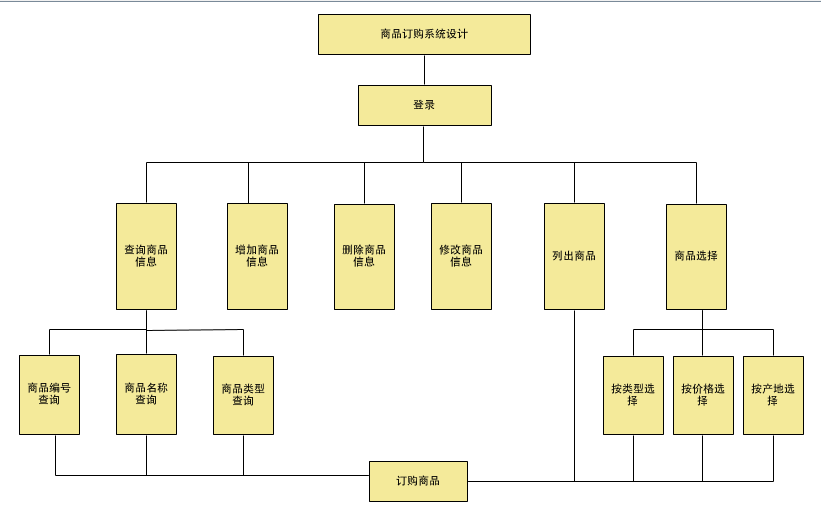 商品订购系统设计
登录
查询商品
信息
增加商品
信息
删除商品
信息
修改商品
信息
列出商品
商品选择
商品编号
查询
商品名称
查询
商品类型
查询
按类型选
择
按价格选
择
按产地选
择
订购商品